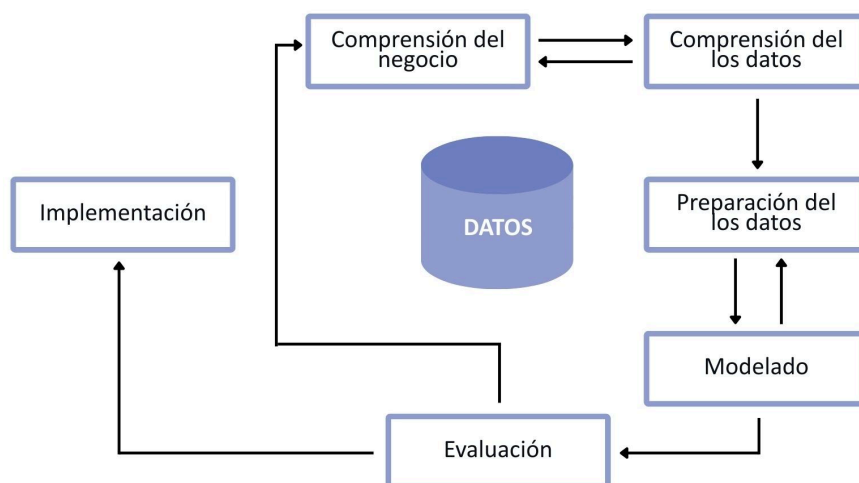 Comprensión del
negocio
Comprensión del
los datos
Implementación
DATOS
Preparación del
los datos
Modelado
Evaluación